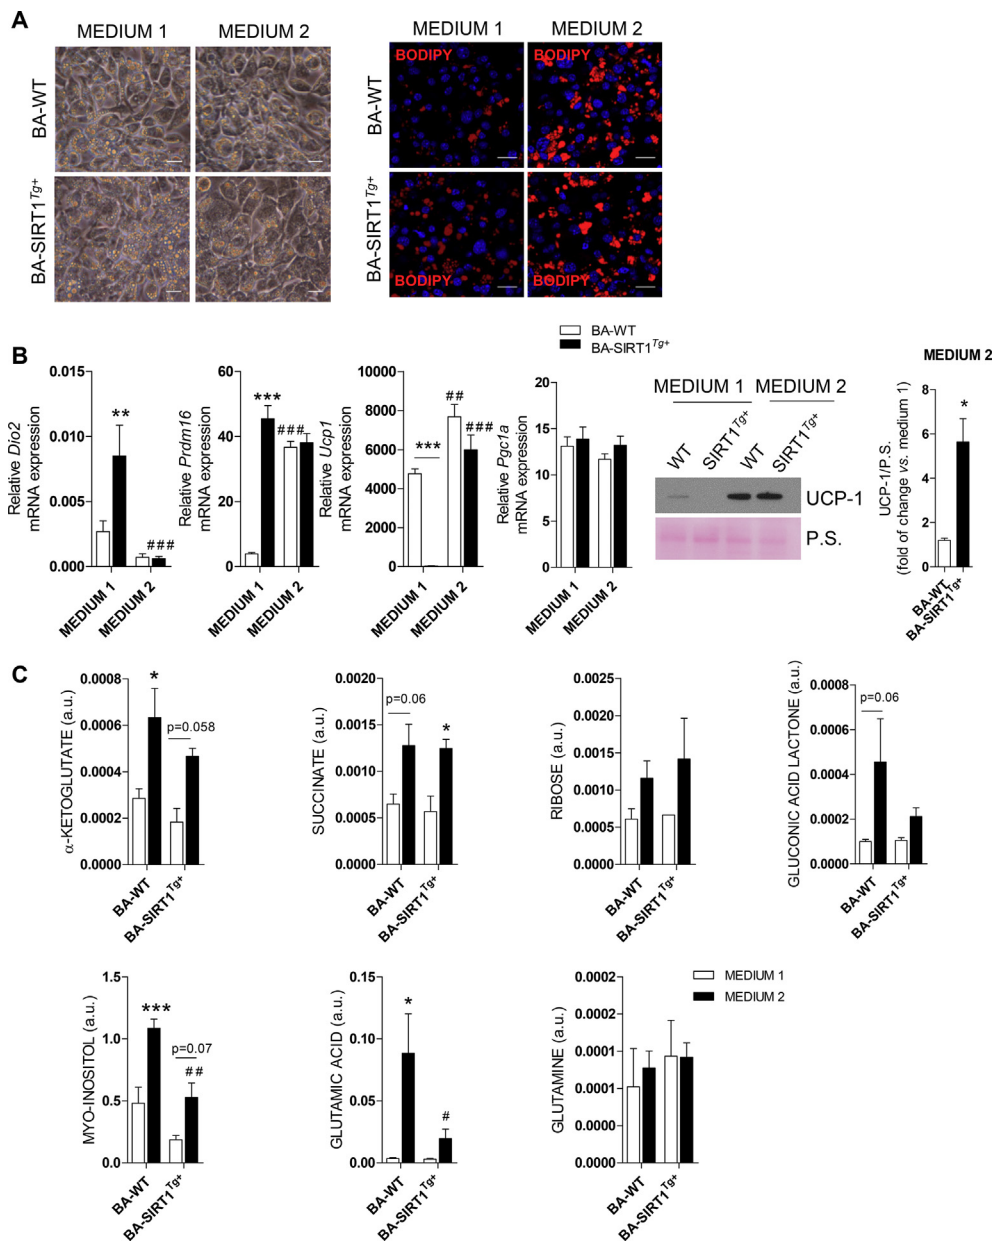 A
MEDIUM 1 MEDIUM 2
MEDIUM 1 MEDIUM 2
BA-WT
BA-SIRT1Tg+
BA-WT
BA-SIRT1Tg+
BODIPY BODIPY
BODIPY BODIPY
B
BA-WT
BA-SIRT1Tg+
Relative Dio2
mRNA expression
0.015
0.010
0.005
0.000
**
###
MEDIUM 1
MEDIUM 2
Relative Prdm16
mRNA expression
60
40
20
0
***
###
MEDIUM 1
MEDIUM 2
Relative Ucp1
mRNA expression
10000
8000
6000
4000
2000
0
***
##
###
MEDIUM 1
MEDIUM 2
Relative Pgc1a
mRNA expression
20
15
10
5
0
MEDIUM 1
MEDIUM 2
MEDIUM 1 MEDIUM 2
WT
SIRT1Tg+
WT
SIRT1Tg+
UCP-1
P.S.
MEDIUM 2
UCP-1/P.S.
(fold of change vs. medium 1)
8
6
4
2
0
*
BA-WT
BA-SIRT1Tg+
C
α-KETOGLUTATE (a.u.)
0.0008
0.0006
0.0004
0.0002
0.0000
*
p=0.058
BA-WT
BA-SIRT1Tg+
SUCCINATE (a.u.)
0.0020
0.0015
0.0010
0.0005
0.0000
p=0.06
*
BA-WT
BA-SIRT1Tg+
RIBOSE (a.u.)
0.0025
0.0020
0.0015
0.0010
0.0005
0.0000
BA-WT
BA-SIRT1Tg+
GLUCONIC ACID LACTONE (a.u.)
0.0008
0.0006
0.0004
0.0002
0.0000
p=0.06
BA-WT
BA-SIRT1Tg+
MYO-INOSITOL (a.u.)
1.5
1.0
0.5
0.0
***
p=0.07
##
BA-WT
BA-SIRT1Tg+
GLUTAMIC ACID (a.u.)
0.15
0.10
0.05
0.00
*
#
BA-WT
BA-SIRT1Tg+
GLUTAMINE (a.u.)
0.0002
0.0002
0.0001
0.0001
0.0000
0.0000
BA-WT
BA-SIRT1Tg+
MEDIUM 1
MEDIUM 2